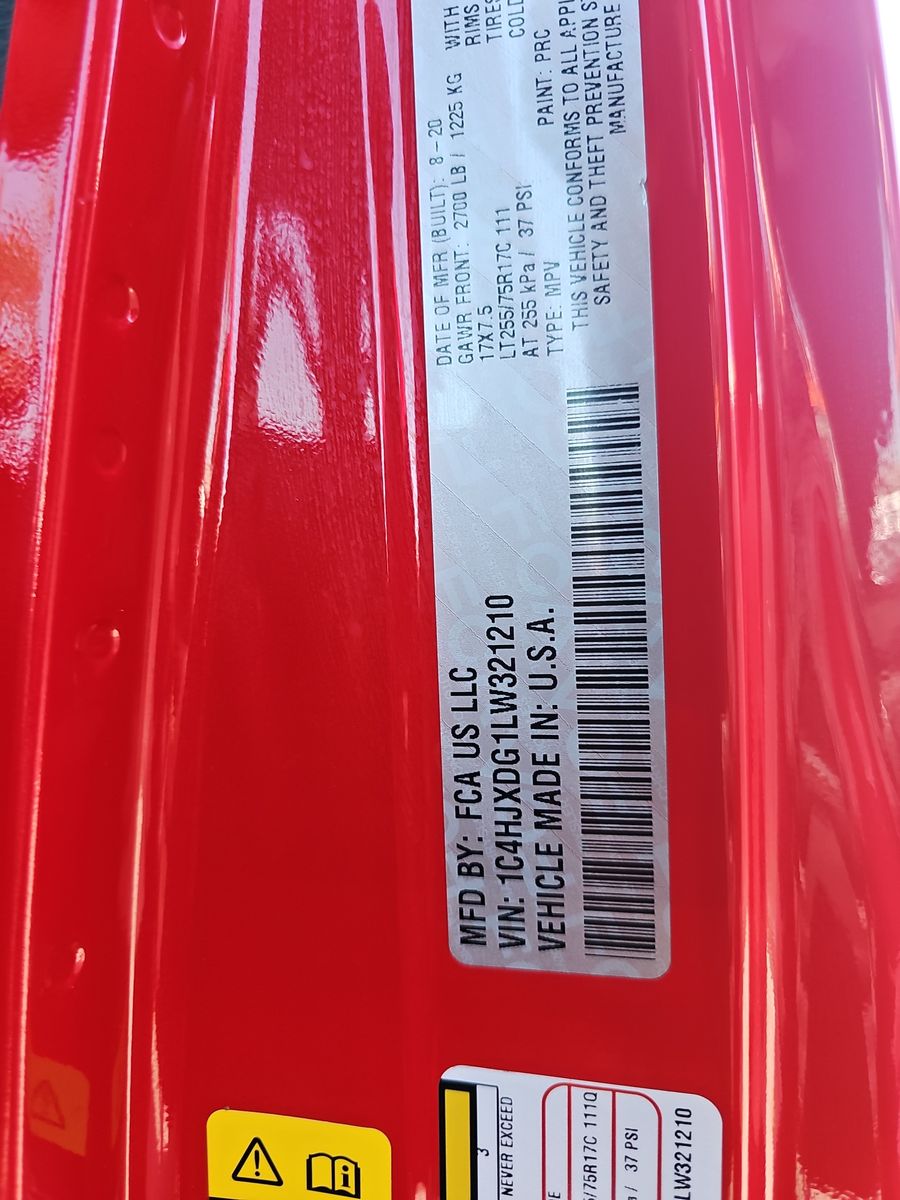 MFD BY: FCA US LLC
VIN: 1C4HJXDG1LW321210
VEHICLE MADE IN: U.S.A.
DATE OF MFR (BUILT): 8-20
GAWR FRONT: 2700 LB / 1225 KG WITH
17X7.5 RIMS
LT255/75R17C 111 TIRES
AT 255 kPa / 37 PSI COLD
TYPE: MPV PAINT: PRC
THIS VEHICLE CONFORMS TO ALL APPL
SAFETY AND THEFT PREVENTION S
MANUFACTURE
3
NEVER EXCEED
E
/75R17C 111Q
/ 37 PSI
LW321210